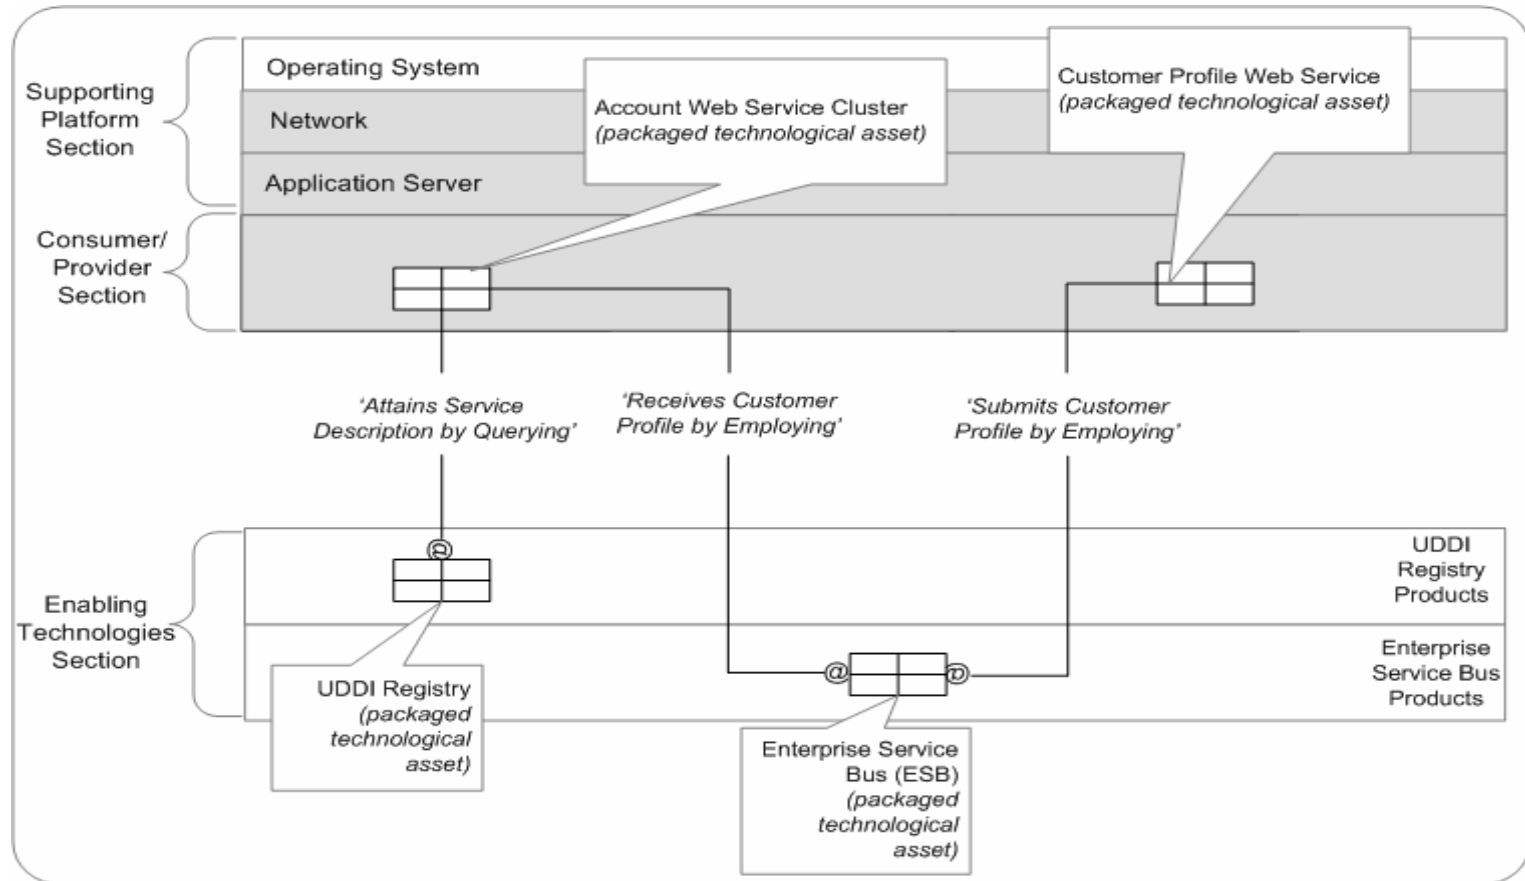 Supporting
Platform
Section
Operating System
Network
Application Server
Account Web Service Cluster
(packaged technological asset)
Customer Profile Web Service
(packaged technological asset)
Consumer/
Provider
Section
‘Attains Service
Description by Querying’
‘Receives Customer
Profile by Employing’
‘Submits Customer
Profile by Employing’
Enabling
Technologies
Section
@
UDDI
Registry
Products
@
@
Enterprise
Service Bus
Products
UDDI Registry
(packaged
technological
asset)
Enterprise Service
Bus (ESB)
(packaged
technological
asset)